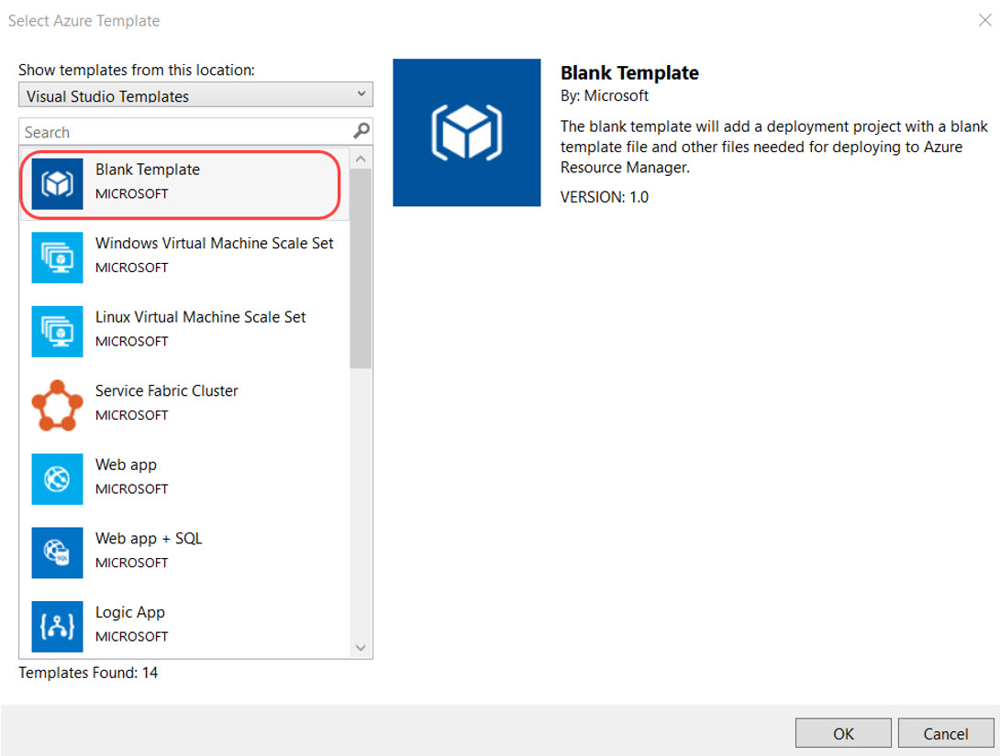 Select Azure Template
Show templates from this location:
Visual Studio Templates
Search
Blank Template
MICROSOFT
Windows Virtual Machine Scale Set
MICROSOFT
Linux Virtual Machine Scale Set
MICROSOFT
Service Fabric Cluster
MICROSOFT
Web app
MICROSOFT
Web app + SQL
SQL
MICROSOFT
Logic App
MICROSOFT
Templates Found: 14
Blank Template
By: Microsoft
The blank template will add a deployment project with a blank
template file and other files needed for deploying to Azure
Resource Manager.
VERSION: 1.0
OK
Cancel